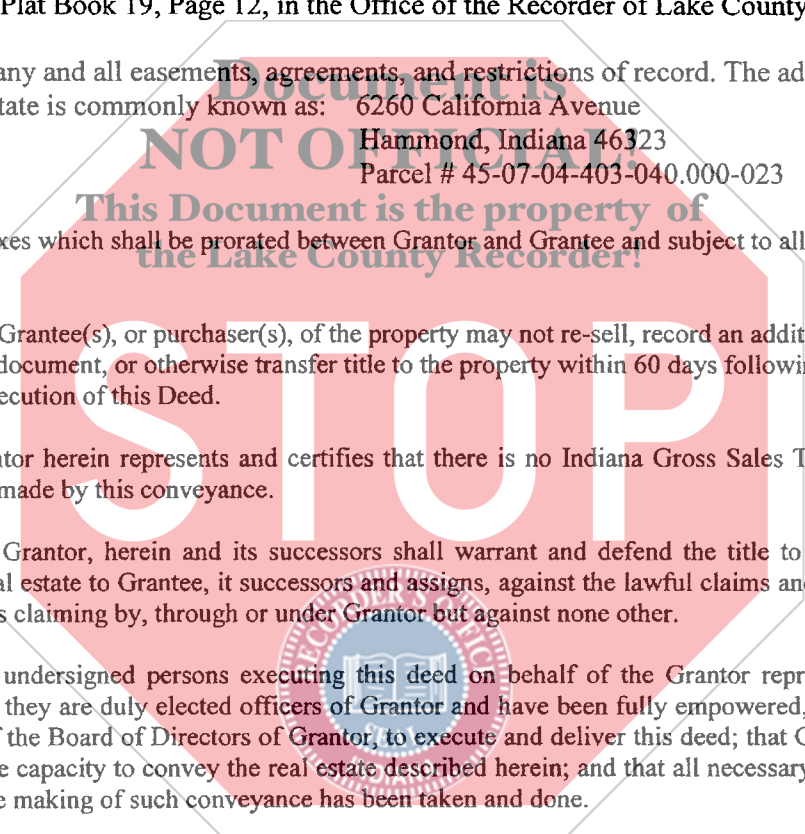 Plat Book 19, Page 12, in the Office of the Recorder of Lake County
any and all easements, agreements, and restrictions of record. The ad
Document is
tate is commonly known as: 6260 California Avenue
NOT OFFICIAL!
Hammond, Indiana 46323
Parcel # 45-07-04-403-040.000-023
This Document is the property of
xes which shall be prorated between Grantor and Grantee and subject to all
the Lake County Recorder!
Grantee(s), or purchaser(s), of the property may not re-sell, record an addit
document, or otherwise transfer title to the property within 60 days followi
ecution of this Deed.
STOP
ntor herein represents and certifies that there is no Indiana Gross Sales T
made by this conveyance.
Grantor, herein and its successors shall warrant and defend the title to
al estate to Grantee, it successors and assigns, against the lawful claims an
s claiming by, through or under Grantor but against none other.
RECORDER'S OFFICE
undersigned persons executing this deed on behalf of the Grantor repr
they are duly elected officers of Grantor and have been fully empowered,
f the Board of Directors of Grantor, to execute and deliver this deed; that G
SEAL
e capacity to convey the real estate described herein; and that all necessary
e making of such conveyance has been taken and done.